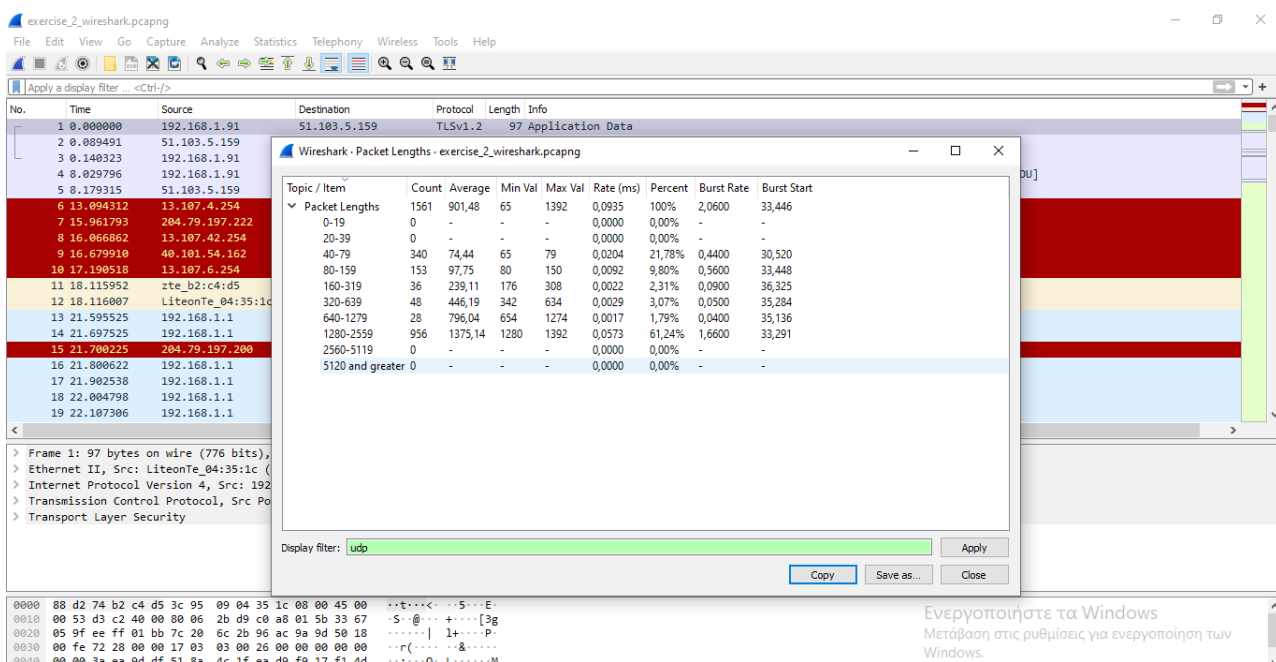 exercise_2_wireshark.pcapng
File Edit View Go Capture Analyze Statistics Telephony Wireless Tools Help
Apply a display filter ... <Ctrl-/>
No. Time Source Destination Protocol Length Info
1 0.000000 192.168.1.91 51.103.5.159 TLSv1.2 97 Application Data
2 0.089491 51.103.5.159
3 0.140323 192.168.1.91
4 8.029796 192.168.1.91 DU]
5 8.179315 51.103.5.159
6 13.094312 13.107.4.254
7 15.961793 204.79.197.222
8 16.066862 13.107.42.254
9 16.679910 40.101.54.162
10 17.190518 13.107.6.254
11 18.115952 zte_b2:c4:d5
12 18.116007 LiteonTe_04:35:1c
13 21.595525 192.168.1.1
14 21.697525 192.168.1.1
15 21.700225 204.79.197.200
16 21.800622 192.168.1.1
17 21.902538 192.168.1.1
18 22.004798 192.168.1.1
19 22.107306 192.168.1.1
Wireshark · Packet Lengths · exercise_2_wireshark.pcapng
Topic / Item Count Average Min Val Max Val Rate (ms) Percent Burst Rate Burst Start
Packet Lengths 1561 901,48 65 1392 0,0935 100% 2,0600 33,446
0-19 0 - - - 0,0000 0,00% - -
20-39 0 - - - 0,0000 0,00% - -
40-79 340 74,44 65 79 0,0204 21,78% 0,4400 30,520
80-159 153 97,75 80 150 0,0092 9,80% 0,5600 33,448
160-319 36 239,11 176 308 0,0022 2,31% 0,0900 36,325
320-639 48 446,19 342 634 0,0029 3,07% 0,0500 35,284
640-1279 28 796,04 654 1274 0,0017 1,79% 0,0400 35,136
1280-2559 956 1375,14 1280 1392 0,0573 61,24% 1,6600 33,291
2560-5119 0 - - - 0,0000 0,00% - -
5120 and greater 0 - - - 0,0000 0,00% - -
Display filter: udp Apply
Copy Save as... Close
Frame 1: 97 bytes on wire (776 bits),
Ethernet II, Src: LiteonTe_04:35:1c (
Internet Protocol Version 4, Src: 192
Transmission Control Protocol, Src Po
Transport Layer Security
0000 88 d2 74 b2 c4 d5 3c 95 09 04 35 1c 08 00 45 00 ··t···<· ··5···E·
0010 00 53 d3 c2 40 00 80 06 2b d9 c0 a8 01 5b 33 67 ·S··@··· +····[3g
0020 05 9f ee ff 01 bb 7c 20 6c 2b 96 ac 9a 9d 50 18 ······| l+····P·
0030 00 fe 72 28 00 00 17 03 03 00 26 00 00 00 00 00 ··r(···· ··&·····
0040 00 00 3a ea 9d df 51 8a 4c 1f ea d9 f9 17 f1 4d
Ενεργοποιήστε τα Windows
Μετάβαση στις ρυθμίσεις για ενεργοποίηση των
Windows.